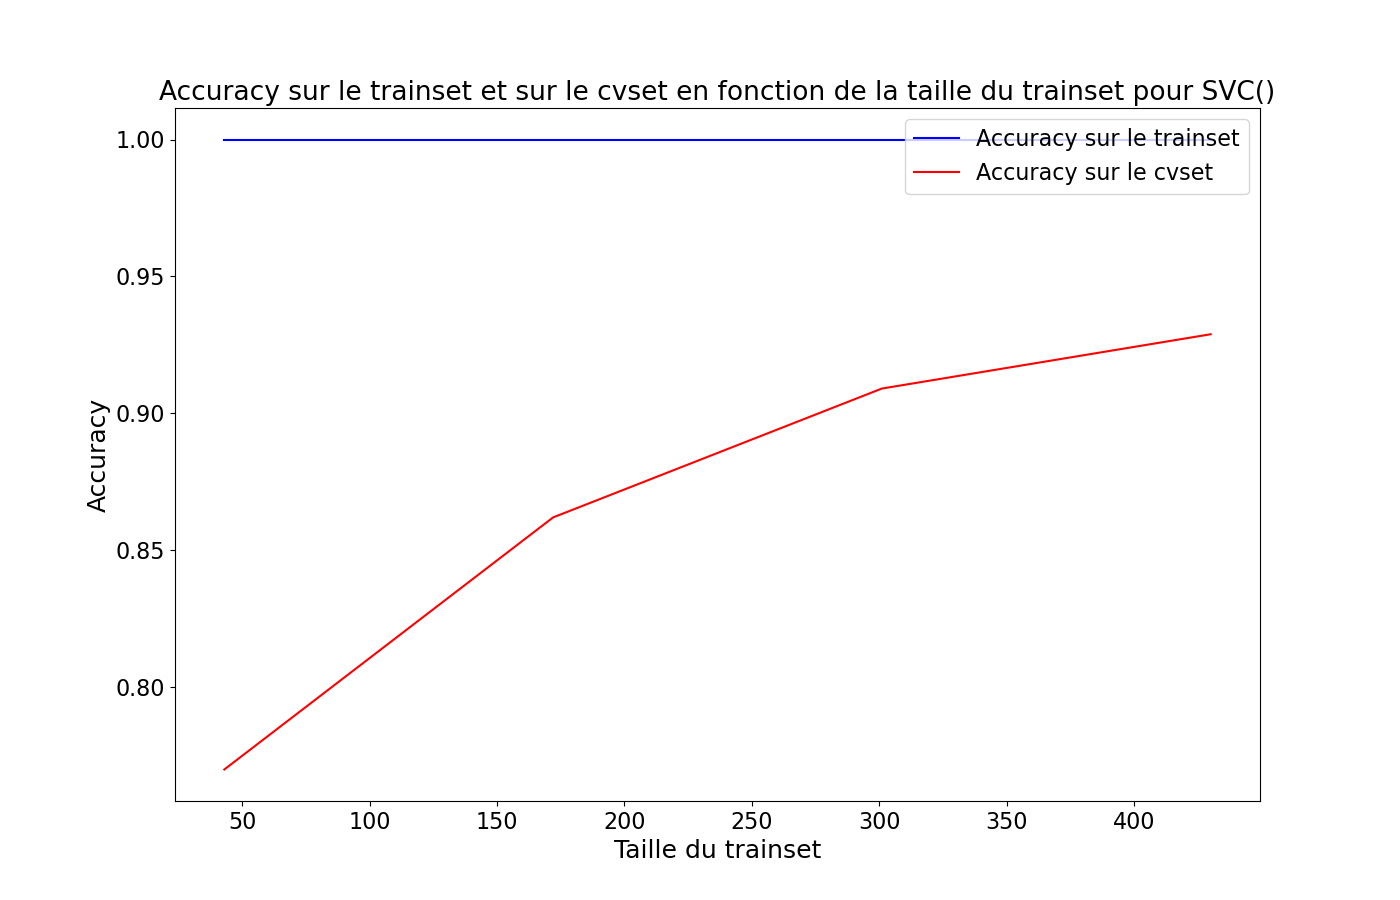 Accuracy sur le trainset et sur le cvset en fonction de la taille du trainset pour SVC()
Accuracy sur le trainset
Accuracy sur le cvset
1.00
0.95
0.90
0.85
0.80
Accuracy
50 100 150 200 250 300 350 400
Taille du trainset